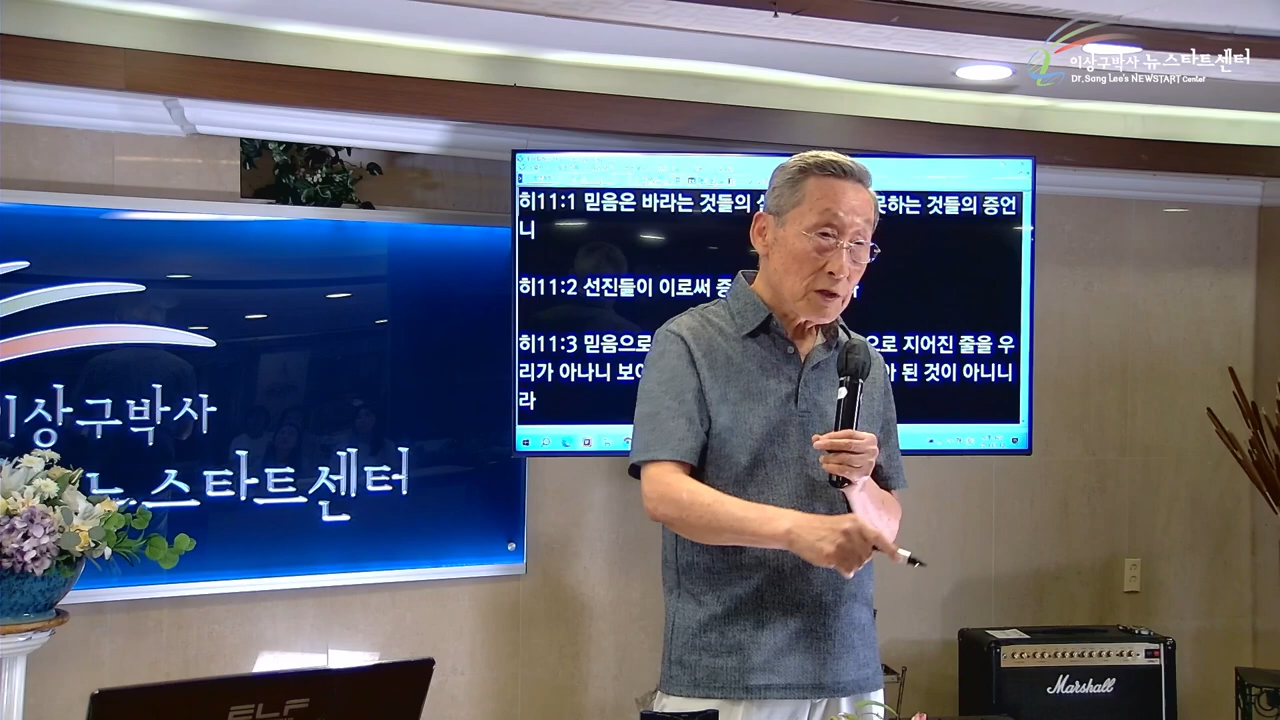 이상구박사 뉴스타트센터
Dr.Sang Lee's NEWSTART Center
히11:1 믿음은 바라는 것들의 하는 것들의 증언
니
히11:2 선진들이 이로써
히11:3 믿음으로 으로 지어진 줄을 우
리가 아나니 된 것이 아니니
라
이상구박사
뉴스타트센터
ELF
Marshall